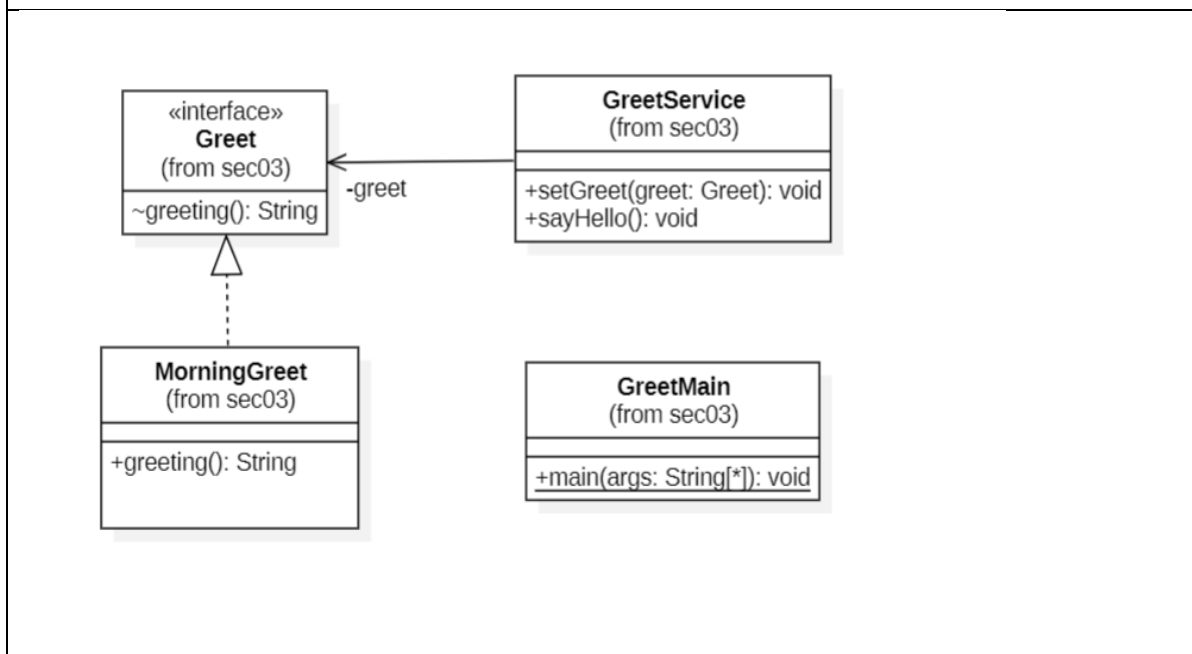 «interface»
Greet
(from sec03)
~greeting(): String
-greet
GreetService
(from sec03)
+setGreet(greet: Greet): void
+sayHello(): void
MorningGreet
(from sec03)
+greeting(): String
GreetMain
(from sec03)
+main(args: String[*]): void